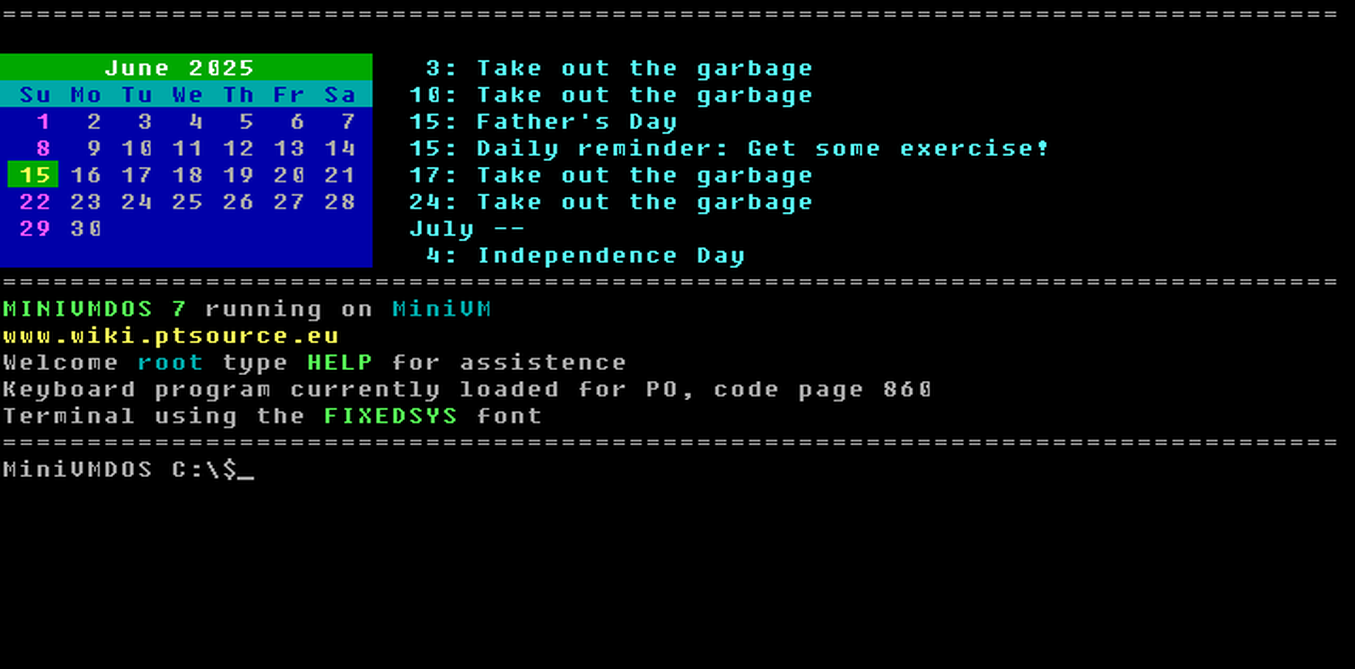 ================================================================================
June 2025
Su Mo Tu We Th Fr Sa
1 2 3 4 5 6 7
8 9 10 11 12 13 14
15 16 17 18 19 20 21
22 23 24 25 26 27 28
29 30
3: Take out the garbage
10: Take out the garbage
15: Father's Day
15: Daily reminder: Get some exercise!
17: Take out the garbage
24: Take out the garbage
July --
4: Independence Day
================================================================================
MINIVMDOS 7 running on MiniVM
www.wiki.ptsource.eu
Welcome root type HELP for assistence
Keyboard program currently loaded for PO, code page 860
Terminal using the FIXEDSYS font
================================================================================
MiniVMDOS C:\$_